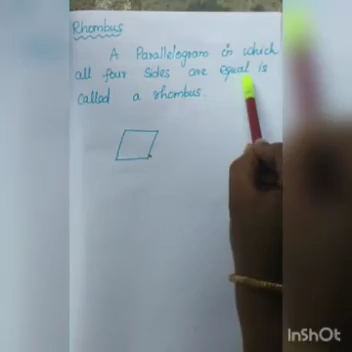 Rhombus
A Parallelogram in which
all four sides are equal is
called a rhombus.
InShOt